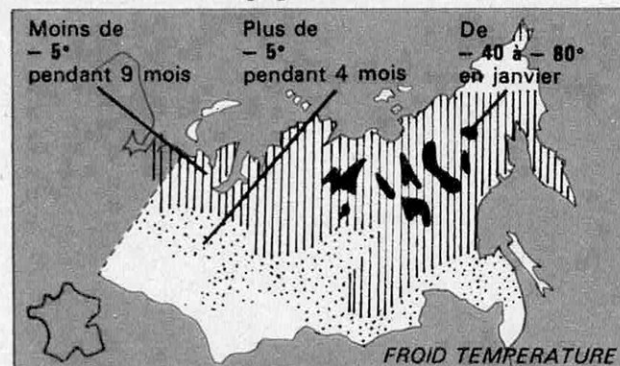 Moins de
– 5°
pendant 9 mois
Plus de
– 5°
pendant 4 mois
De
– 40 à – 80°
en janvier
FROID TEMPERATURE